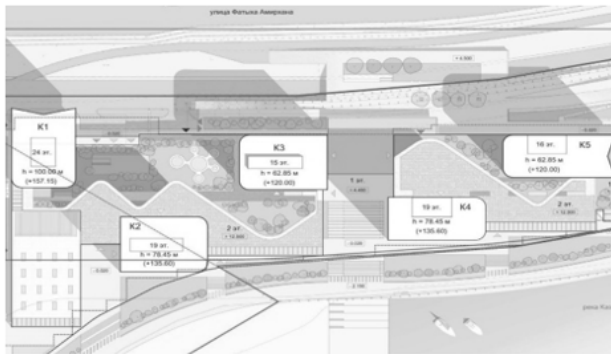 улица Фатыха Амирхана
К1
24 эт.
h = 100.00 м
(+157.15)
К3
15 эт.
h = 62.85 м
(+120.00)
К5
16 эт.
h = 62.85 м
(+120.00)
1 эт.
К2
19 эт.
h = 78.45 м
(+135.60)
2 эт.
К4
19 эт.
h = 78.45 м
(+135.60)
2 эт.
река